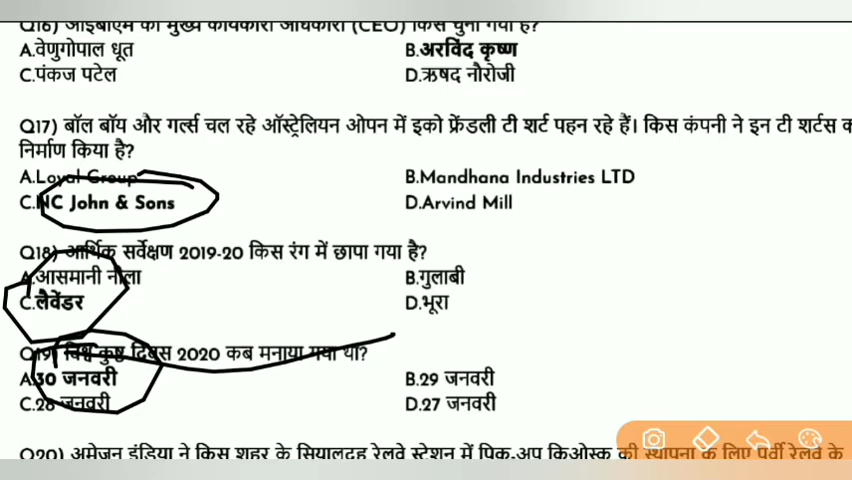 Q16) आईबीएम का मुख्य कार्यकारी अधिकारी (CEO) किसे चुना गया है?
A.वेणुगोपाल धूत B.अरविंद कृष्ण
C.पंकज पटेल D.ऋषद नौरोजी
Q17) बॉल बॉय और गर्ल्स चल रहे ऑस्ट्रेलियन ओपन में इको फ्रेंडली टी शर्ट पहन रहे हैं। किस कंपनी ने इन टी शर्टस
निर्माण किया है?
A.Loyal Group B.Mandhana Industries LTD
C.NC John & Sons D.Arvind Mill
Q18) आर्थिक सर्वेक्षण 2019-20 किस रंग में छापा गया है?
A.आसमानी नीला B.गुलाबी
C.लैवेंडर D.भूरा
Q19) विश्व कुष्ठ दिवस 2020 कब मनाया गया था?
A.30 जनवरी B.29 जनवरी
C.28 जनवरी D.27 जनवरी
Q20) अमेजन इंडिया ने किस शहर के सियालदह रेलवे स्टेशन में पिक-अप किओस्क की स्थापना के लिए पूर्वी रेलवे के